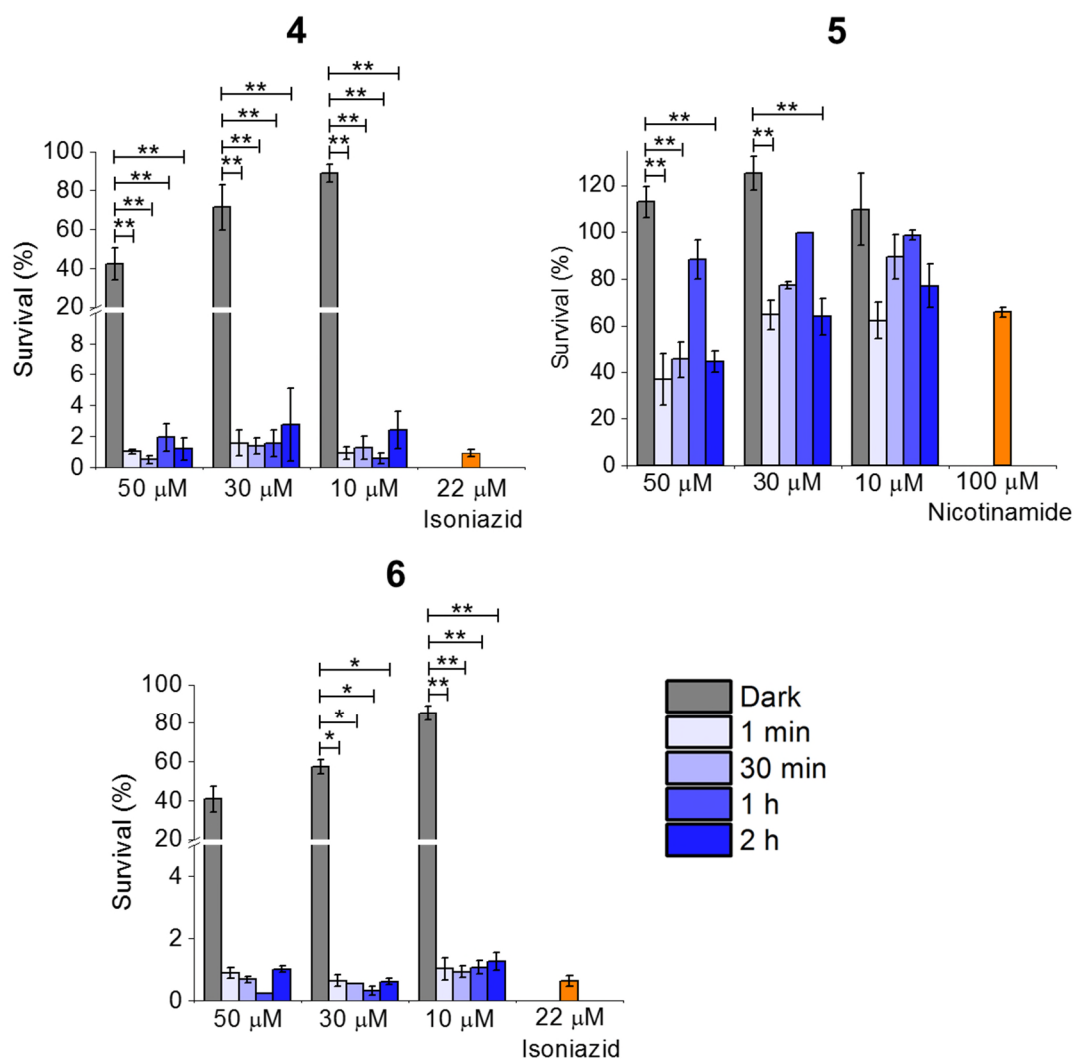 4
**
**
**
**
**
**
**
**
**
**
**
**
100
80
60
40
20
8
6
4
2
0
Survival (%)
50 μM
30 μM
10 μM
22 μM
Isoniazid
5
**
**
**
**
**
120
100
80
60
40
20
0
Survival (%)
50 μM
30 μM
10 μM
100 μM
Nicotinamide
6
**
**
**
**
*
*
*
*
100
80
60
40
20
4
2
0
Survival (%)
50 μM
30 μM
10 μM
22 μM
Isoniazid
Dark
1 min
30 min
1 h
2 h